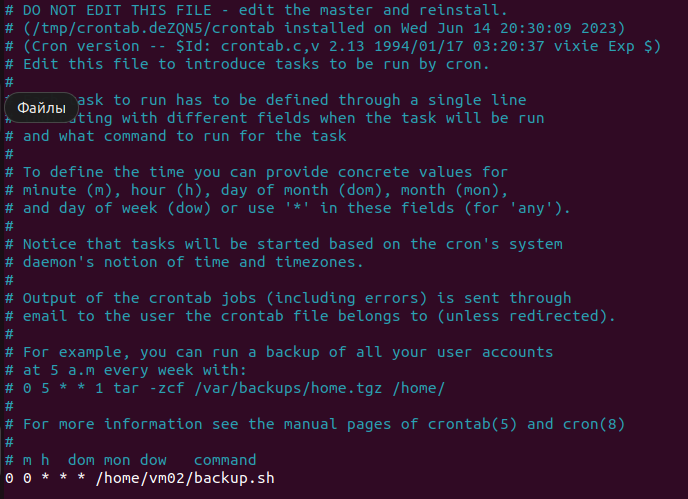 # DO NOT EDIT THIS FILE - edit the master and reinstall.
# (/tmp/crontab.deZQN5/crontab installed on Wed Jun 14 20:30:09 2023)
# (Cron version -- $Id: crontab.c,v 2.13 1994/01/17 03:20:37 vixie Exp $)
# Edit this file to introduce tasks to be run by cron.
#
Файлы
ask to run has to be defined through a single line
ating with different fields when the task will be run
# and what command to run for the task
#
# To define the time you can provide concrete values for
# minute (m), hour (h), day of month (dom), month (mon),
# and day of week (dow) or use '*' in these fields (for 'any').
#
# Notice that tasks will be started based on the cron's system
# daemon's notion of time and timezones.
#
# Output of the crontab jobs (including errors) is sent through
# email to the user the crontab file belongs to (unless redirected).
#
# For example, you can run a backup of all your user accounts
# at 5 a.m every week with:
# 0 5 * * 1 tar -zcf /var/backups/home.tgz /home/
#
# For more information see the manual pages of crontab(5) and cron(8)
#
# m h  dom mon dow   command
0 0 * * * /home/vm02/backup.sh